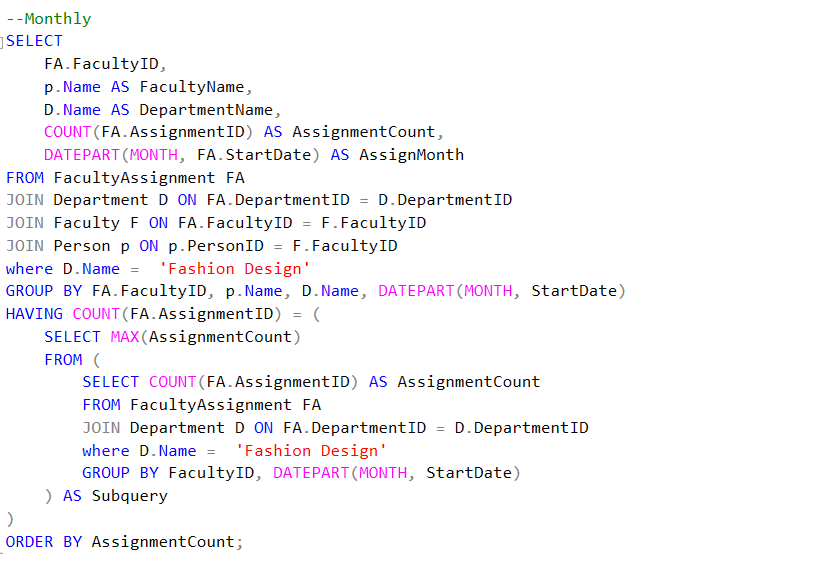 --Monthly
SELECT
    FA.FacultyID,
    p.Name AS FacultyName,
    D.Name AS DepartmentName,
    COUNT(FA.AssignmentID) AS AssignmentCount,
    DATEPART(MONTH, FA.StartDate) AS AssignMonth
FROM FacultyAssignment FA
JOIN Department D ON FA.DepartmentID = D.DepartmentID
JOIN Faculty F ON FA.FacultyID = F.FacultyID
JOIN Person p ON p.PersonID = F.FacultyID
where D.Name =  'Fashion Design'
GROUP BY FA.FacultyID, p.Name, D.Name, DATEPART(MONTH, StartDate)
HAVING COUNT(FA.AssignmentID) = (
    SELECT MAX(AssignmentCount)
    FROM (
        SELECT COUNT(FA.AssignmentID) AS AssignmentCount
        FROM FacultyAssignment FA
        JOIN Department D ON FA.DepartmentID = D.DepartmentID
        where D.Name =  'Fashion Design'
        GROUP BY FacultyID, DATEPART(MONTH, StartDate)
    ) AS Subquery
)
ORDER BY AssignmentCount;